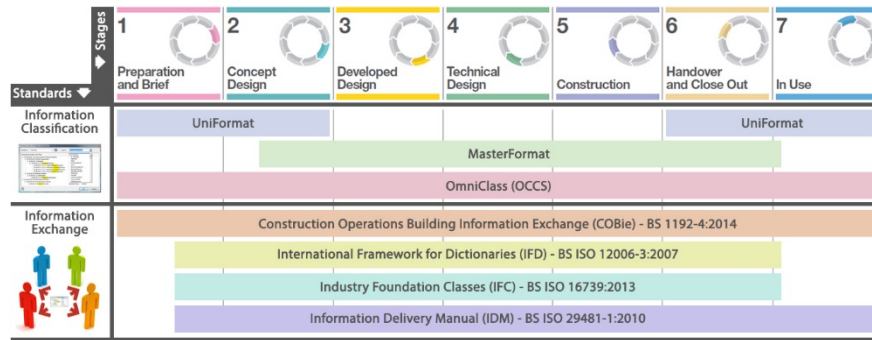 Stages
Standards
1
Preparation
and Brief
2
Concept
Design
3
Developed
Design
4
Technical
Design
5
Construction
6
Handover
and Close Out
7
In Use
Information
Classification
UniFormat
UniFormat
MasterFormat
OmniClass (OCCS)
Information
Exchange
Construction Operations Building Information Exchange (COBie) - BS 1192-4:2014
International Framework for Dictionaries (IFD) - BS ISO 12006-3:2007
Industry Foundation Classes (IFC) - BS ISO 16739:2013
Information Delivery Manual (IDM) - BS ISO 29481-1:2010